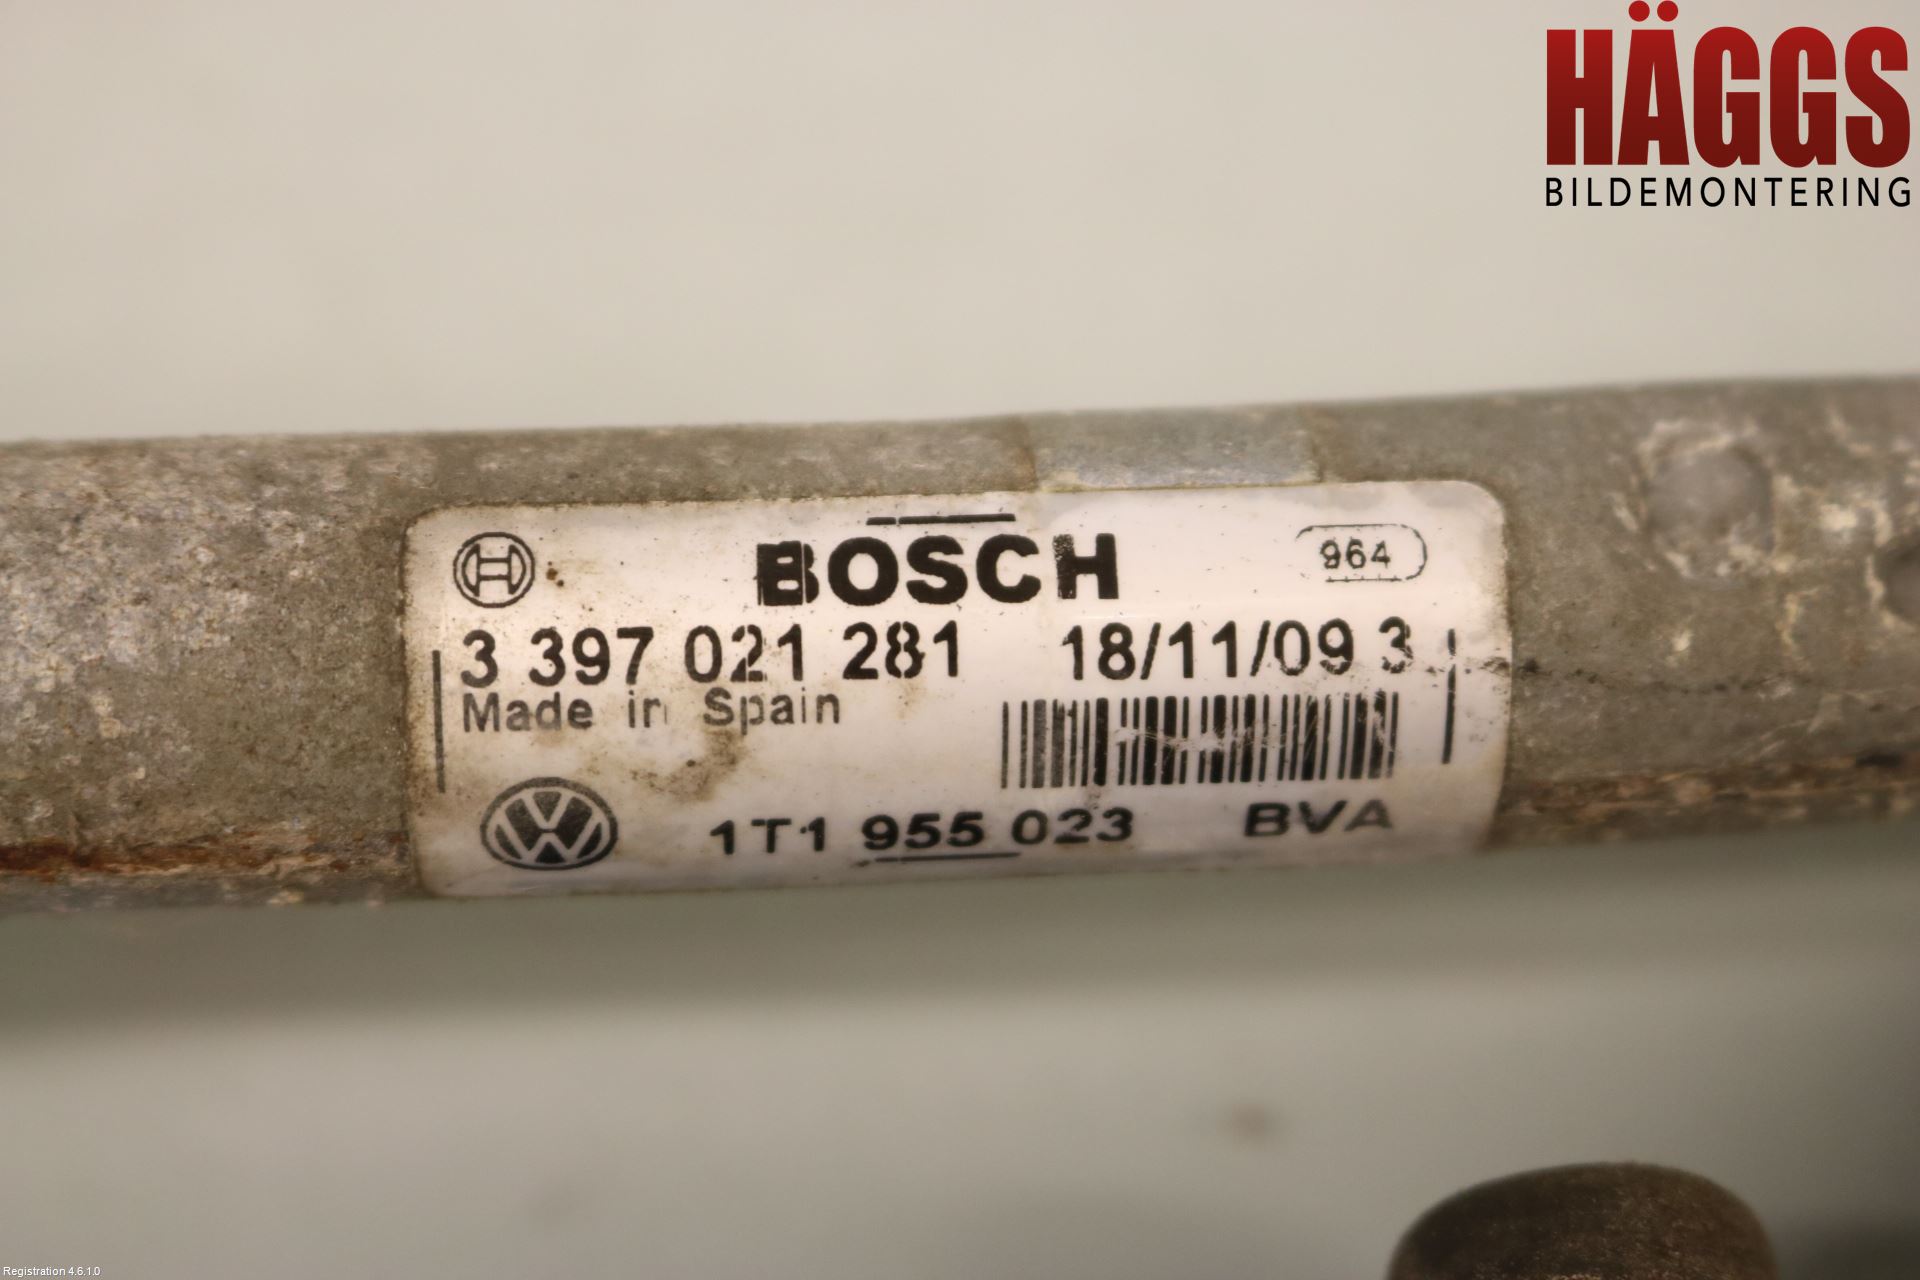 HÄGGS
BILDEMONTERING
BOSCH
964
3 397 021 281 18/11/09 3
Made in Spain
1T1 955 023 BVA
Registration 4.6.1.0